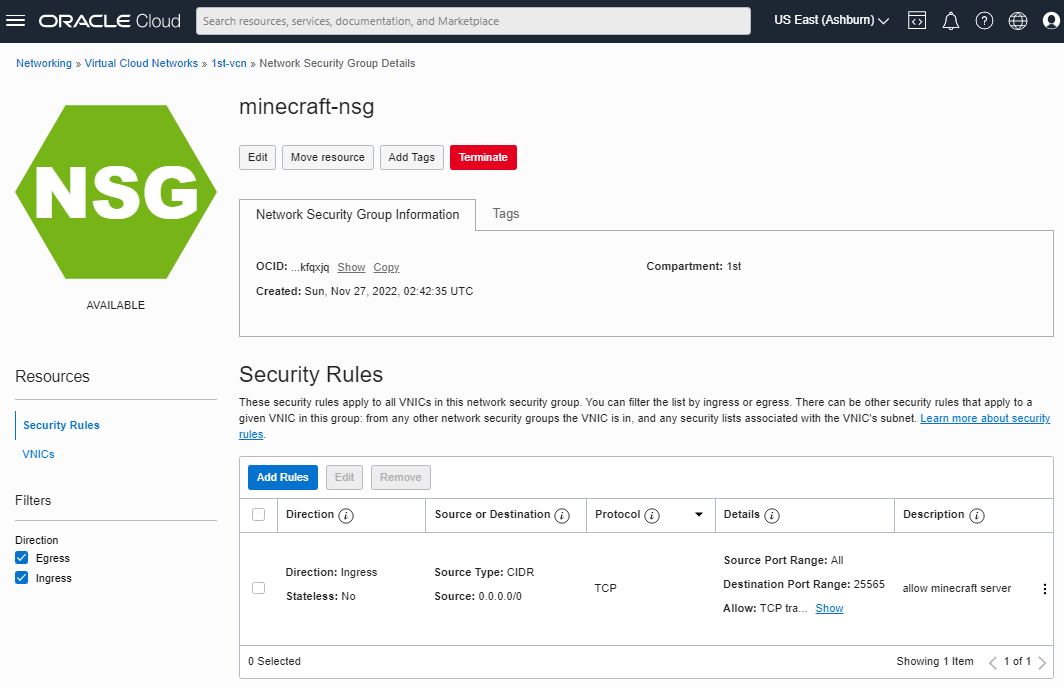 ORACLE Cloud
Search resources, services, documentation, and Marketplace
US East (Ashburn)
Networking » Virtual Cloud Networks » 1st-vcn » Network Security Group Details
NSG
AVAILABLE
minecraft-nsg
Edit Move resource Add Tags Terminate
Network Security Group Information Tags
OCID: ...kfqxjq Show Copy
Compartment: 1st
Created: Sun, Nov 27, 2022, 02:42:35 UTC
Resources
Security Rules
VNICs
Filters
Direction
Egress
Ingress
Security Rules
These security rules apply to all VNICs in this network security group. You can filter the list by ingress or egress. There can be other security rules that apply to a
given VNIC in this group: from any other network security groups the VNIC is in, and any security lists associated with the VNIC's subnet. Learn more about security
rules.
Add Rules Edit Remove
Direction i Source or Destination i Protocol i Details i Description i
Direction: Ingress
Stateless: No
Source Type: CIDR
Source: 0.0.0.0/0
TCP
Source Port Range: All
Destination Port Range: 25565
Allow: TCP tra... Show
allow minecraft server
0 Selected
Showing 1 Item < 1 of 1 >